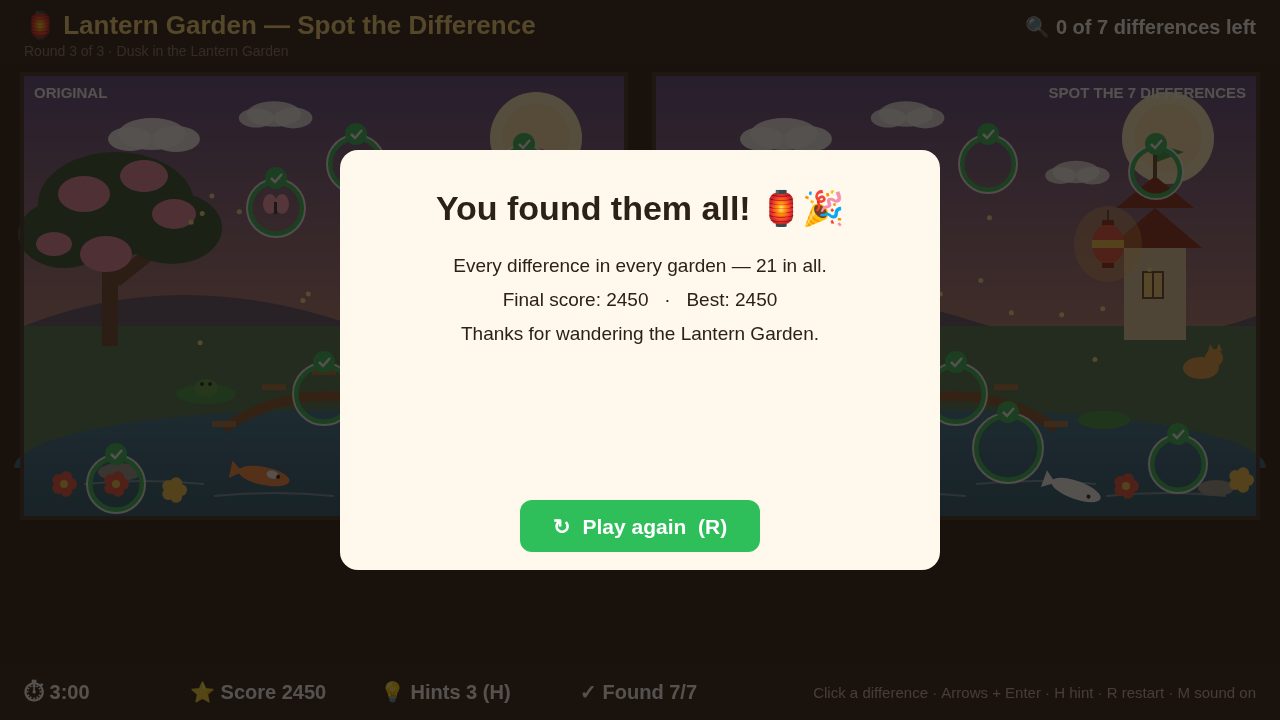 🏮 Lantern Garden — Spot the Difference
Round 3 of 3 · Dusk in the Lantern Garden
🔍 0 of 7 differences left
ORIGINAL
SPOT THE 7 DIFFERENCES
You found them all! 🏮🎉
Every difference in every garden — 21 in all.
Final score: 2450 · Best: 2450
Thanks for wandering the Lantern Garden.
↻ Play again (R)
⏱ 3:00
⭐ Score 2450
💡 Hints 3 (H)
✓ Found 7/7
Click a difference · Arrows + Enter · H hint · R restart · M sound on